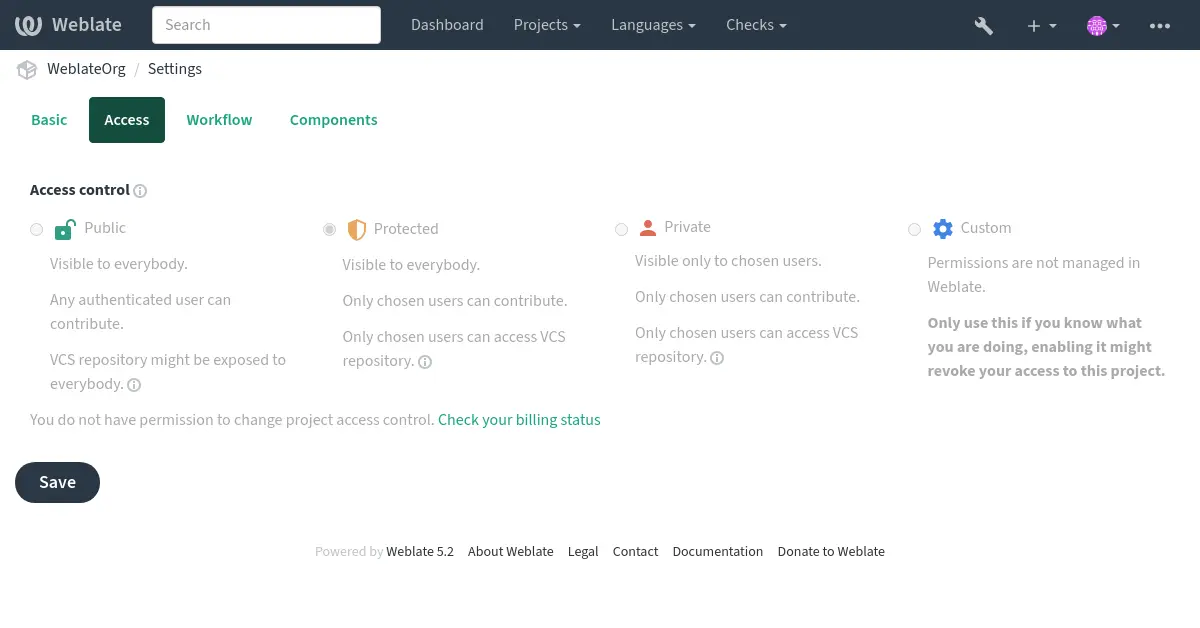 Weblate
Search
Dashboard
Projects
Languages
Checks
WeblateOrg / Settings
Basic
Access
Workflow
Components
Access control
Public
Visible to everybody.
Any authenticated user can
contribute.
VCS repository might be exposed to
everybody.
Protected
Visible to everybody.
Only chosen users can contribute.
Only chosen users can access VCS
repository.
Private
Visible only to chosen users.
Only chosen users can contribute.
Only chosen users can access VCS
repository.
Custom
Permissions are not managed in
Weblate.
Only use this if you know what
you are doing, enabling it might
revoke your access to this project.
You do not have permission to change project access control. Check your billing status
Save
Powered by Weblate 5.2 About Weblate Legal Contact Documentation Donate to Weblate